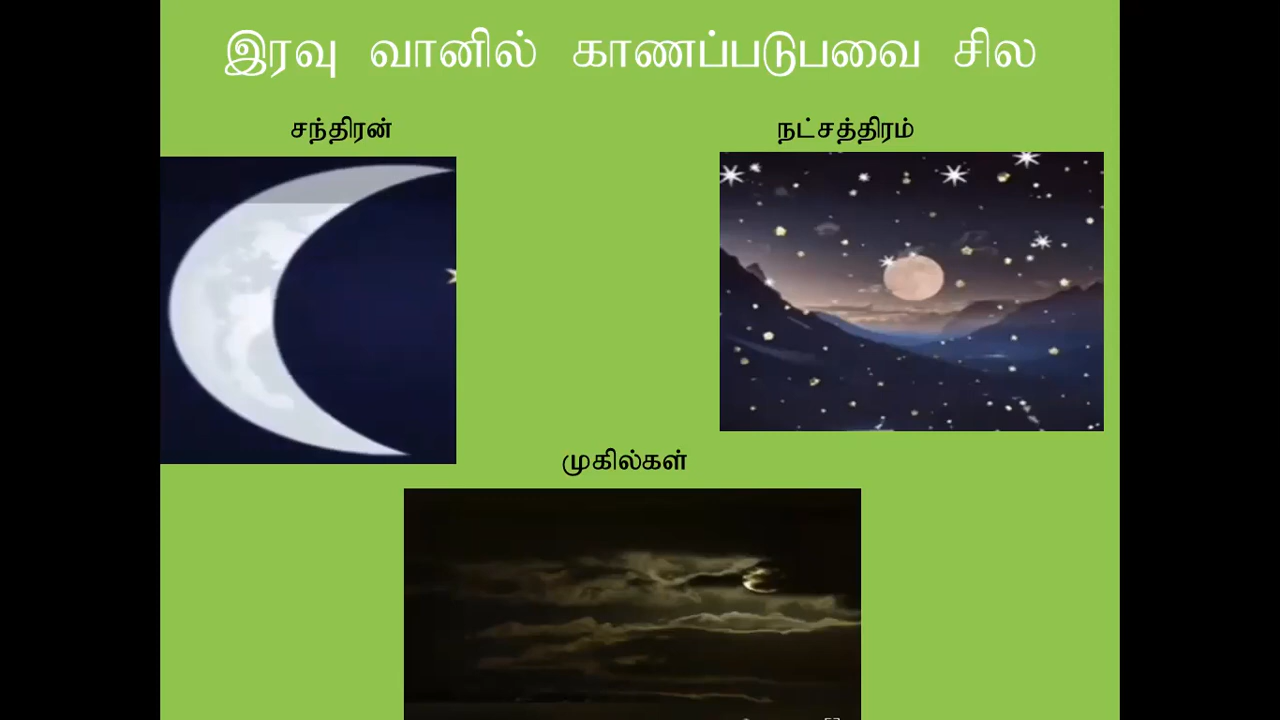 இரவு வானில் காணப்படுபவை சில
சந்திரன்
நட்சத்திரம்
முகில்கள்